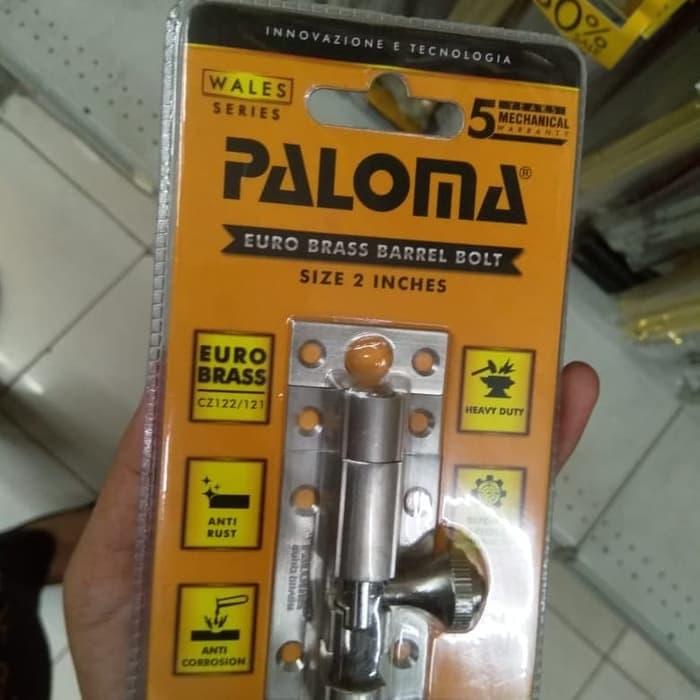 INNOVAZIONE E TECNOLOGIA
WALES
SERIES
5 YEARS
MECHANICAL
WARRANTY
PALOMA®
EURO BRASS BARREL BOLT
SIZE 2 INCHES
EURO
BRASS
CZ122/121
HEAVY DUTY
ANTI
RUST
ANTI
CORROSION
0%